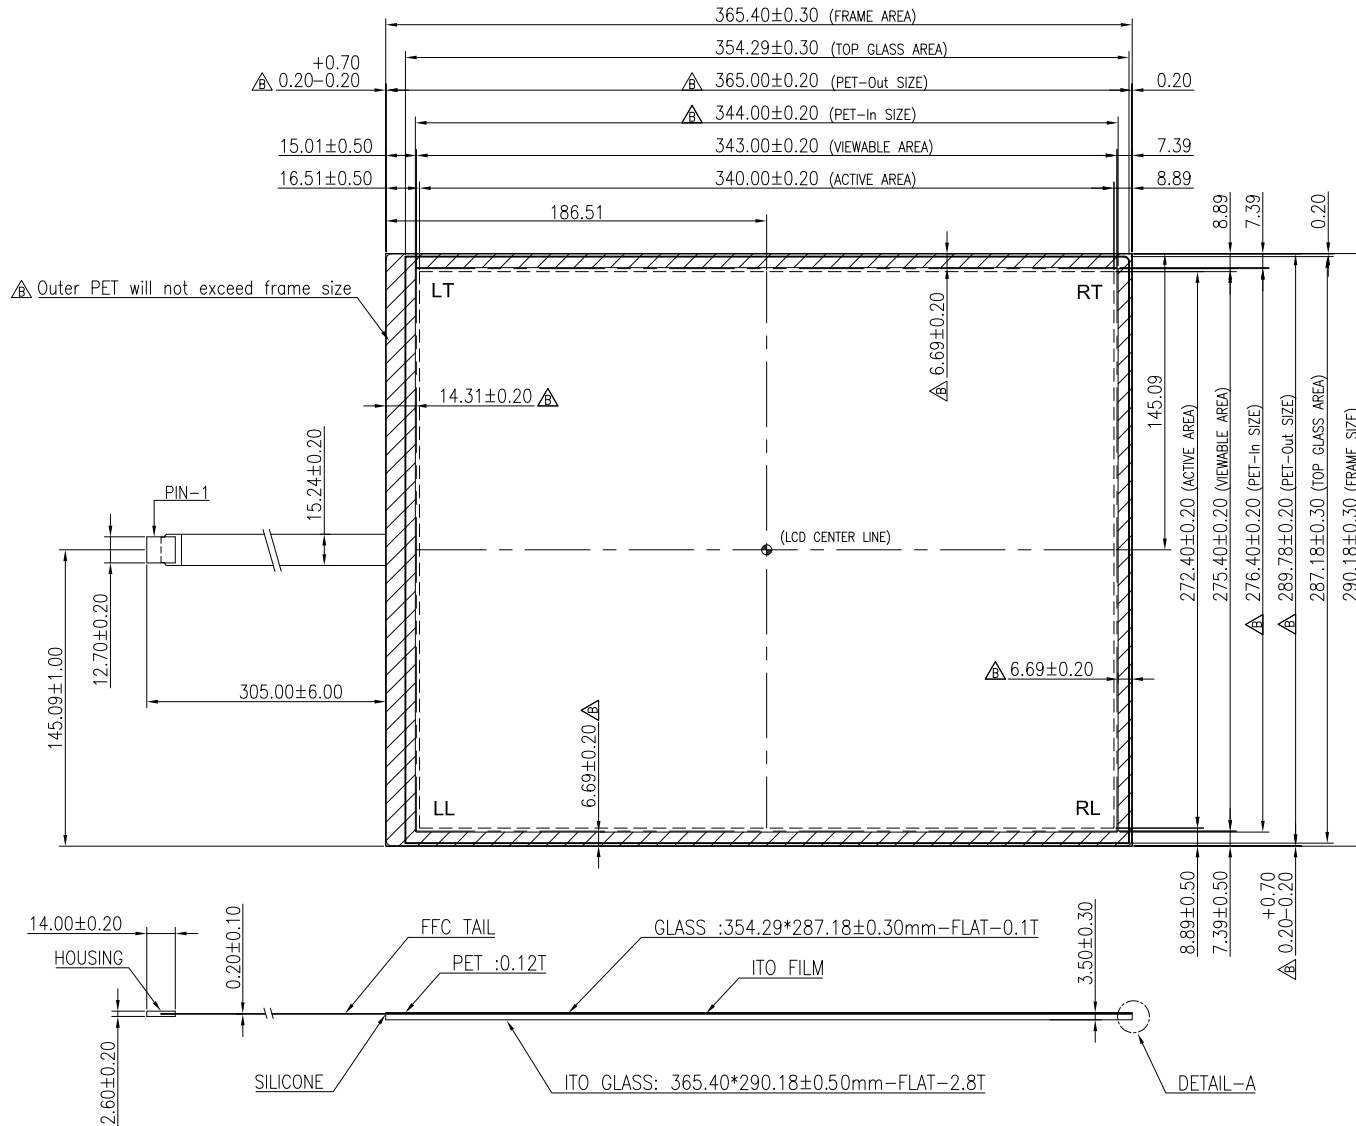 365.40±0.30 (FRAME AREA)
354.29±0.30 (TOP GLASS AREA)
+0.70
B 0.20-0.20
B 365.00±0.20 (PET-Out SIZE)
0.20
B 344.00±0.20 (PET-In SIZE)
15.01±0.50
343.00±0.20 (VIEWABLE AREA)
7.39
16.51±0.50
340.00±0.20 (ACTIVE AREA)
8.89
186.51
8.89
7.39
0.20
B Outer PET will not exceed frame size
LT
RT
B 6.69±0.20
145.09
14.31±0.20 B
272.40±0.20 (ACTIVE AREA)
275.40±0.20 (VIEWABLE AREA)
B 276.40±0.20 (PET-In SIZE)
B 289.78±0.20 (PET-Out SIZE)
287.18±0.30 (TOP GLASS AREA)
290.18±0.30 (FRAME SIZE)
15.24±0.20
PIN-1
(LCD CENTER LINE)
12.70±0.20
145.09±1.00
305.00±6.00
B 6.69±0.20
6.69±0.20 B
LL
RL
8.89±0.50
7.39±0.50
+0.70
B 0.20-0.20
14.00±0.20
HOUSING
0.20±0.10
FFC TAIL
PET :0.12T
GLASS :354.29*287.18±0.30mm-FLAT-0.1T
ITO FILM
3.50±0.30
2.60±0.20
SILICONE
ITO GLASS: 365.40*290.18±0.50mm-FLAT-2.8T
DETAIL-A